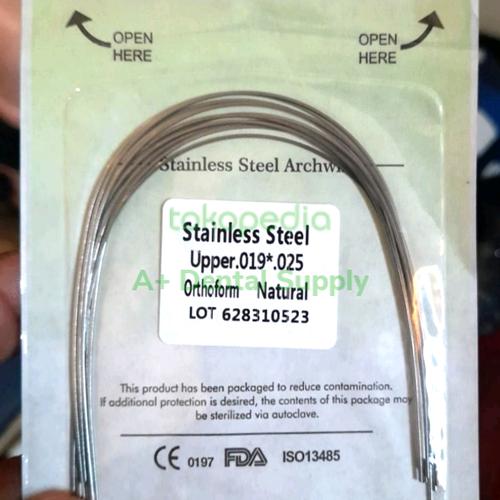 OPEN
HERE
OPEN
HERE
Stainless Steel Archwi
tokopedia
Stainless Steel
Upper.019*.025
A+ Dental Supply
Orthoform Natural
LOT 628310523
This product has been packaged to reduce contamination.
If additional protection is desired, the contents of this package may
be sterilized via autoclave.
CE 0197 FDA ISO13485